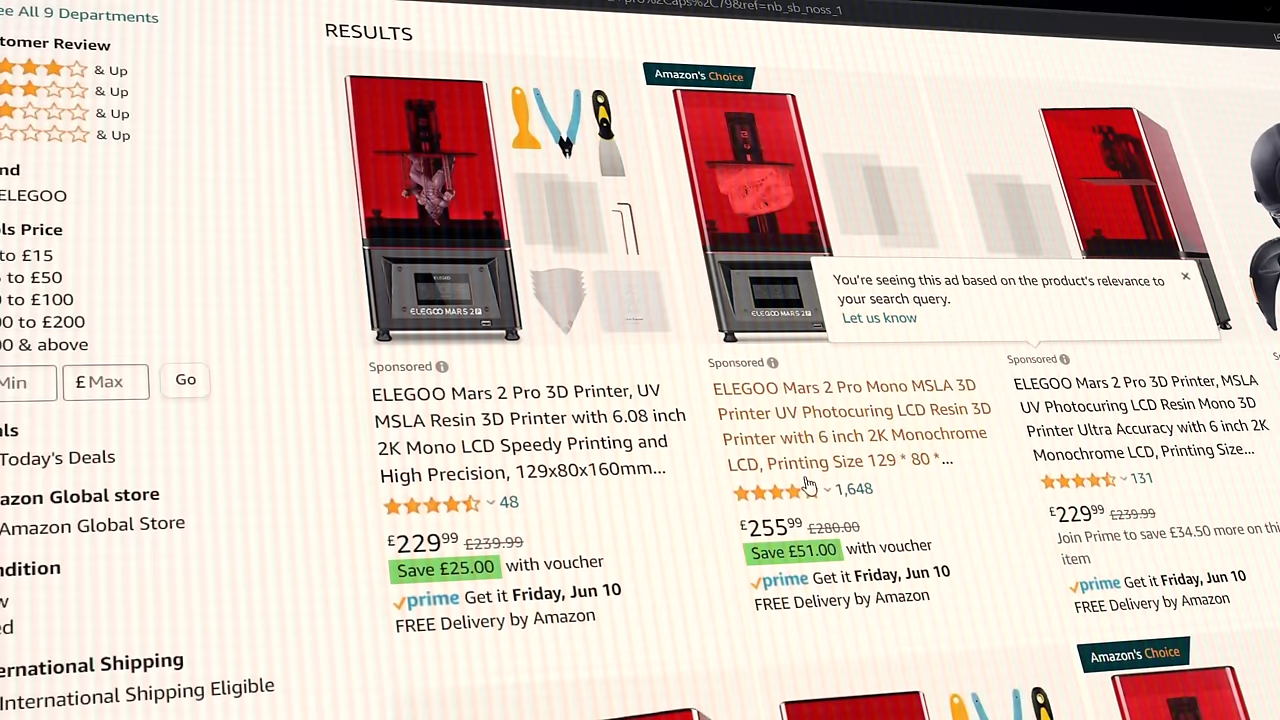 ee All 9 Departments
tomer Review
& Up
& Up
& Up
& Up
nd
ELEGOO
ls Price
to £15
to £50
to £100
00 to £200
00 & above
Min
£ Max
Go
als
Today's Deals
azon Global store
Amazon Global Store
ndition
w
ed
ernational Shipping
International Shipping Eligible
&ref=nb_sb_noss_1
RESULTS
ELEGOO MARS 2 P
Sponsored
ELEGOO Mars 2 Pro 3D Printer, UV
MSLA Resin 3D Printer with 6.08 inch
2K Mono LCD Speedy Printing and
High Precision, 129x80x160mm...
48
£229.99 £239.99
Save £25.00 with voucher
prime Get it Friday, Jun 10
FREE Delivery by Amazon
Amazon's Choice
ELEGOO MARS 2 P
Sponsored
ELEGOO Mars 2 Pro Mono MSLA 3D
Printer UV Photocuring LCD Resin 3D
Printer with 6 inch 2K Monochrome
LCD, Printing Size 129 * 80 *...
1,648
£255.99 £280.00
Save £51.00 with voucher
prime Get it Friday, Jun 10
FREE Delivery by Amazon
You're seeing this ad based on the product's relevance to
your search query.
Let us know
Sponsored
ELEGOO Mars 2 Pro 3D Printer, MSLA
UV Photocuring LCD Resin Mono 3D
Printer Ultra Accuracy with 6 inch 2K
Monochrome LCD, Printing Size...
131
£229.99 £239.99
Join Prime to save £34.50 more on thi
item
prime Get it Friday, Jun 10
FREE Delivery by Amazon
Amazon's Choice